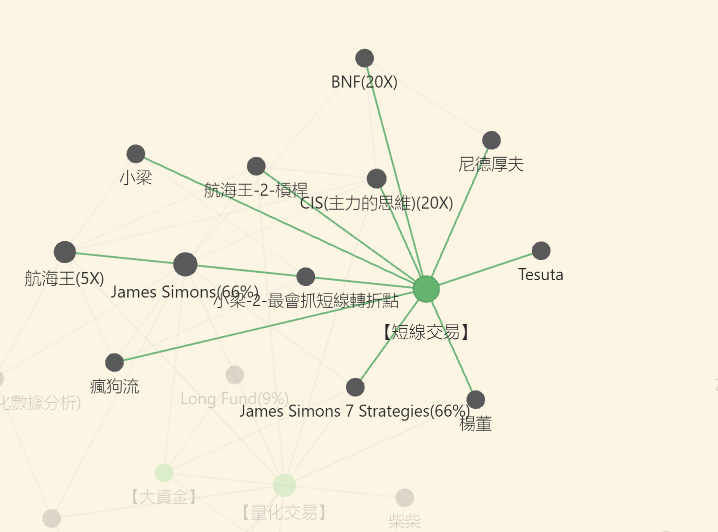 BNF(20X)
尼德厚夫
小梁
航海王-2-槓桿
CIS(主力的思維)(20X)
Tesuta
航海王(5X)
James Simons(66%)
小梁-2-最會抓短線轉折點
【短線交易】
瘋狗流
Long Fund(9%)
化數據分析)
James Simons 7 Strategies(66%)
楊董
【大資金】
【量化交易】
柴柴